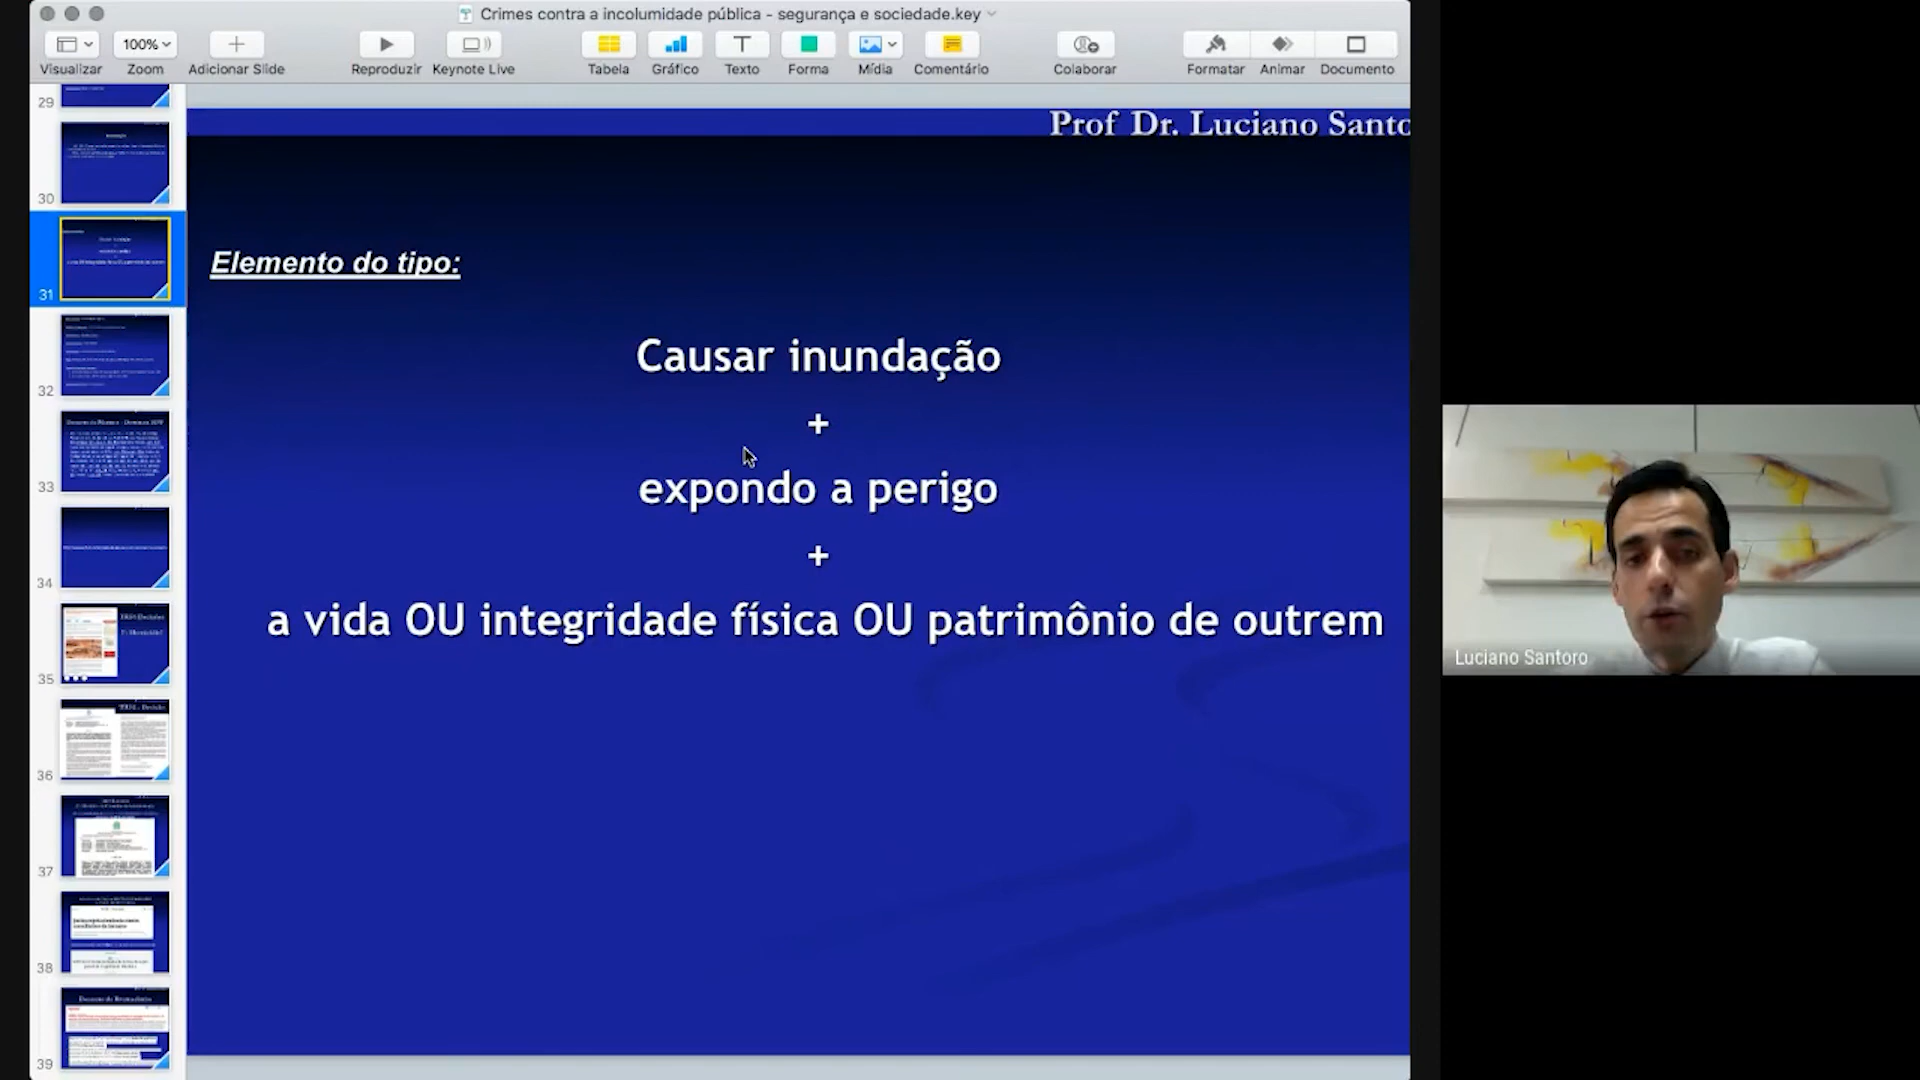 Crimes contra a incolumidade pública - segurança e sociedade.key
100%
Visualizar
Zoom
Adicionar Slide
Reproduzir
Keynote Live
Tabela
Gráfico
Texto
Forma
Mídia
Comentário
Colaborar
Formatar
Animar
Documento
29
30
31
32
33
34
35
36
37
38
39
Prof Dr. Luciano Santo
Elemento do tipo:
Causar inundação
+
expondo a perigo
+
a vida OU integridade física OU patrimônio de outrem
Luciano Santoro